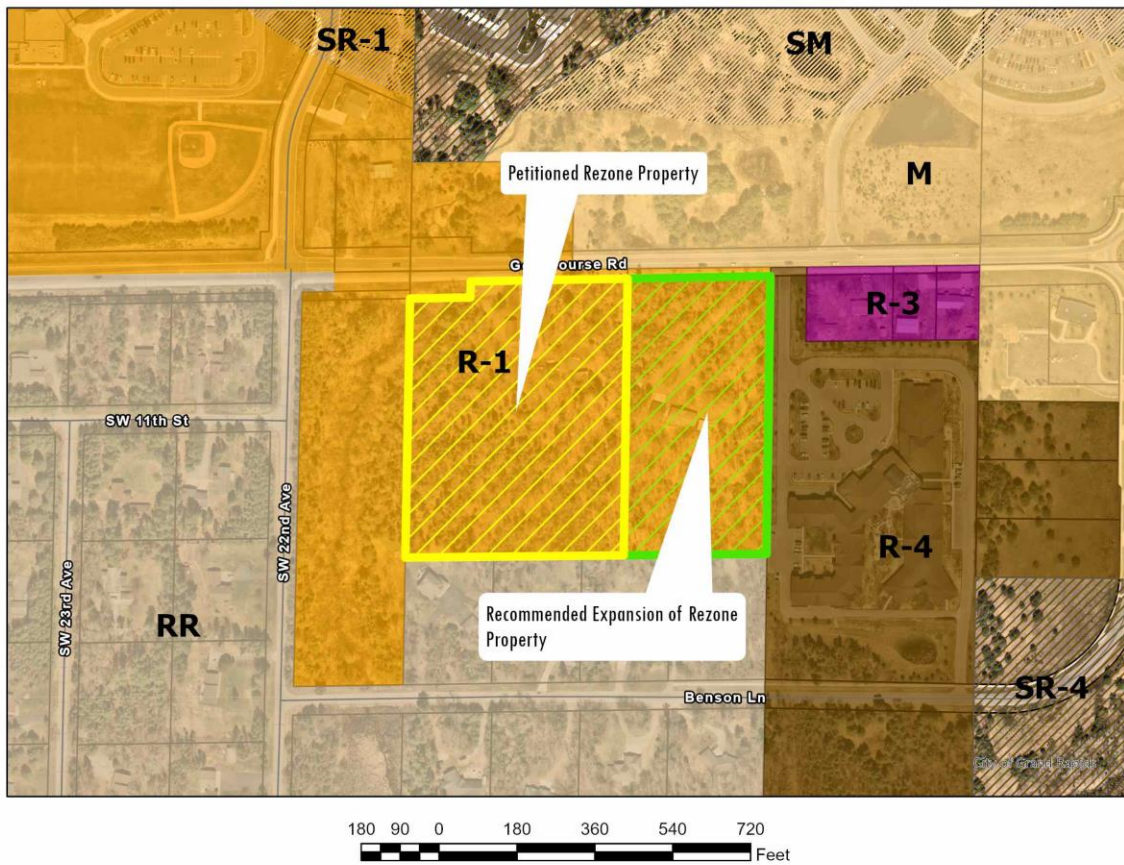 SR-1
SM
M
Petitioned Rezone Property
Rd
R-3
R-1
SW 11th St
SW 22nd Ave
SW 23rd Ave
R-4
RR
Recommended Expansion of Rezone
Property
SR-4
Benson Ln
City of Grand Rapids
180 90 0 180 360 540 720
Feet